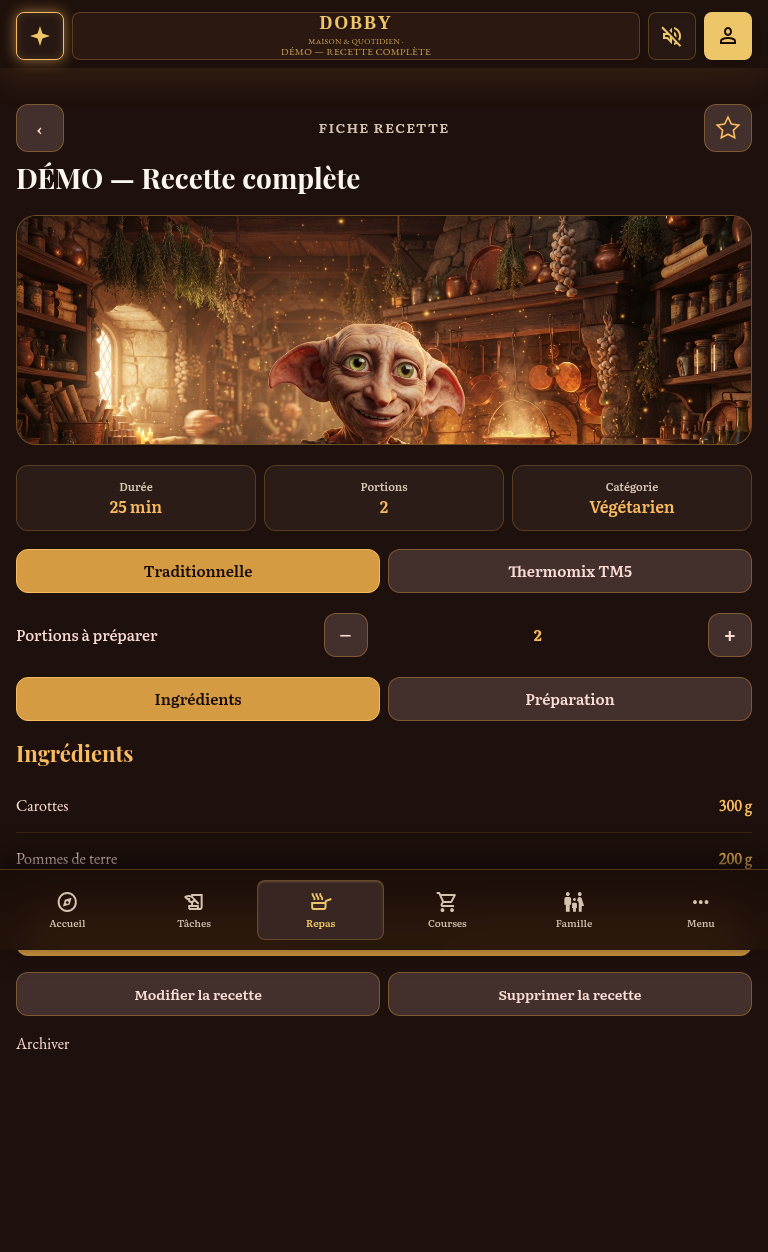 DOBBY
MAISON & QUOTIDIEN ·
DÉMO — RECETTE COMPLÈTE
‹
FICHE RECETTE
DÉMO — Recette complète
Durée
25 min
Portions
2
Catégorie
Végétarien
Traditionnelle
Thermomix TM5
Portions à préparer
−
2
+
Ingrédients
Préparation
Ingrédients
Carottes
300 g
Pommes de terre
200 g
Accueil
Tâches
Repas
Courses
Famille
Menu
Modifier la recette
Supprimer la recette
Archiver